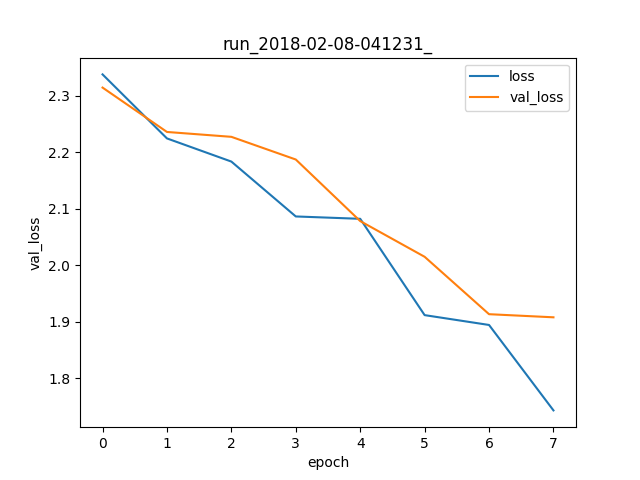 run_2018-02-08-041231_
loss
val_loss
val_loss
2.3
2.2
2.1
2.0
1.9
1.8
0 1 2 3 4 5 6 7
epoch